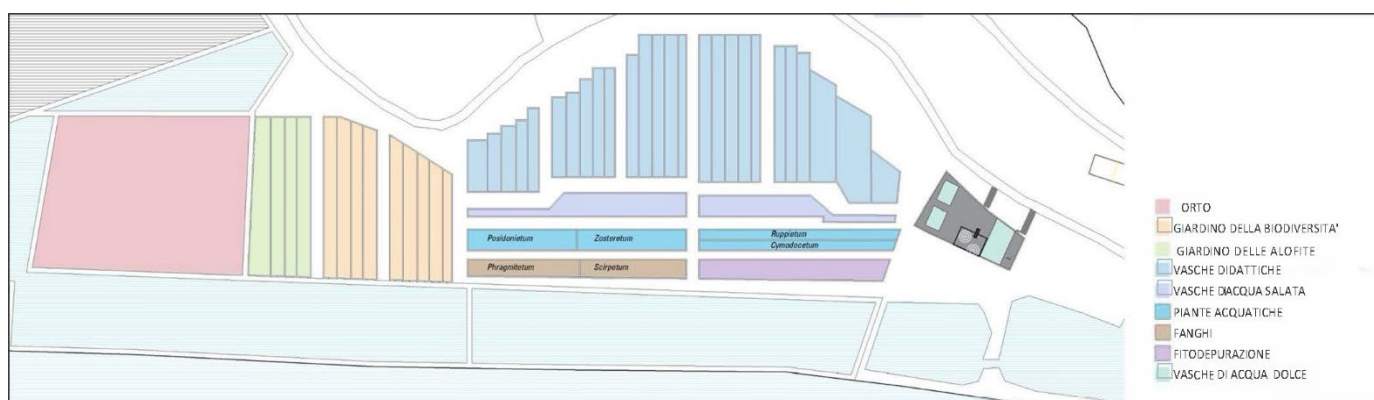 Posidonietum
Zosteretum
Ruppietum
Cymodocetum
Phragmitetum
Scirpetum
ORTO
GIARDINO DELLA BIODIVERSITA'
GIARDINO DELLE ALOFITE
VASCHE DIDATTICHE
VASCHE DACQUA SALATA
PIANTE ACQUATICHE
FANGHI
FITODEPURAZIONE
VASCHE DI ACQUA DOLCE